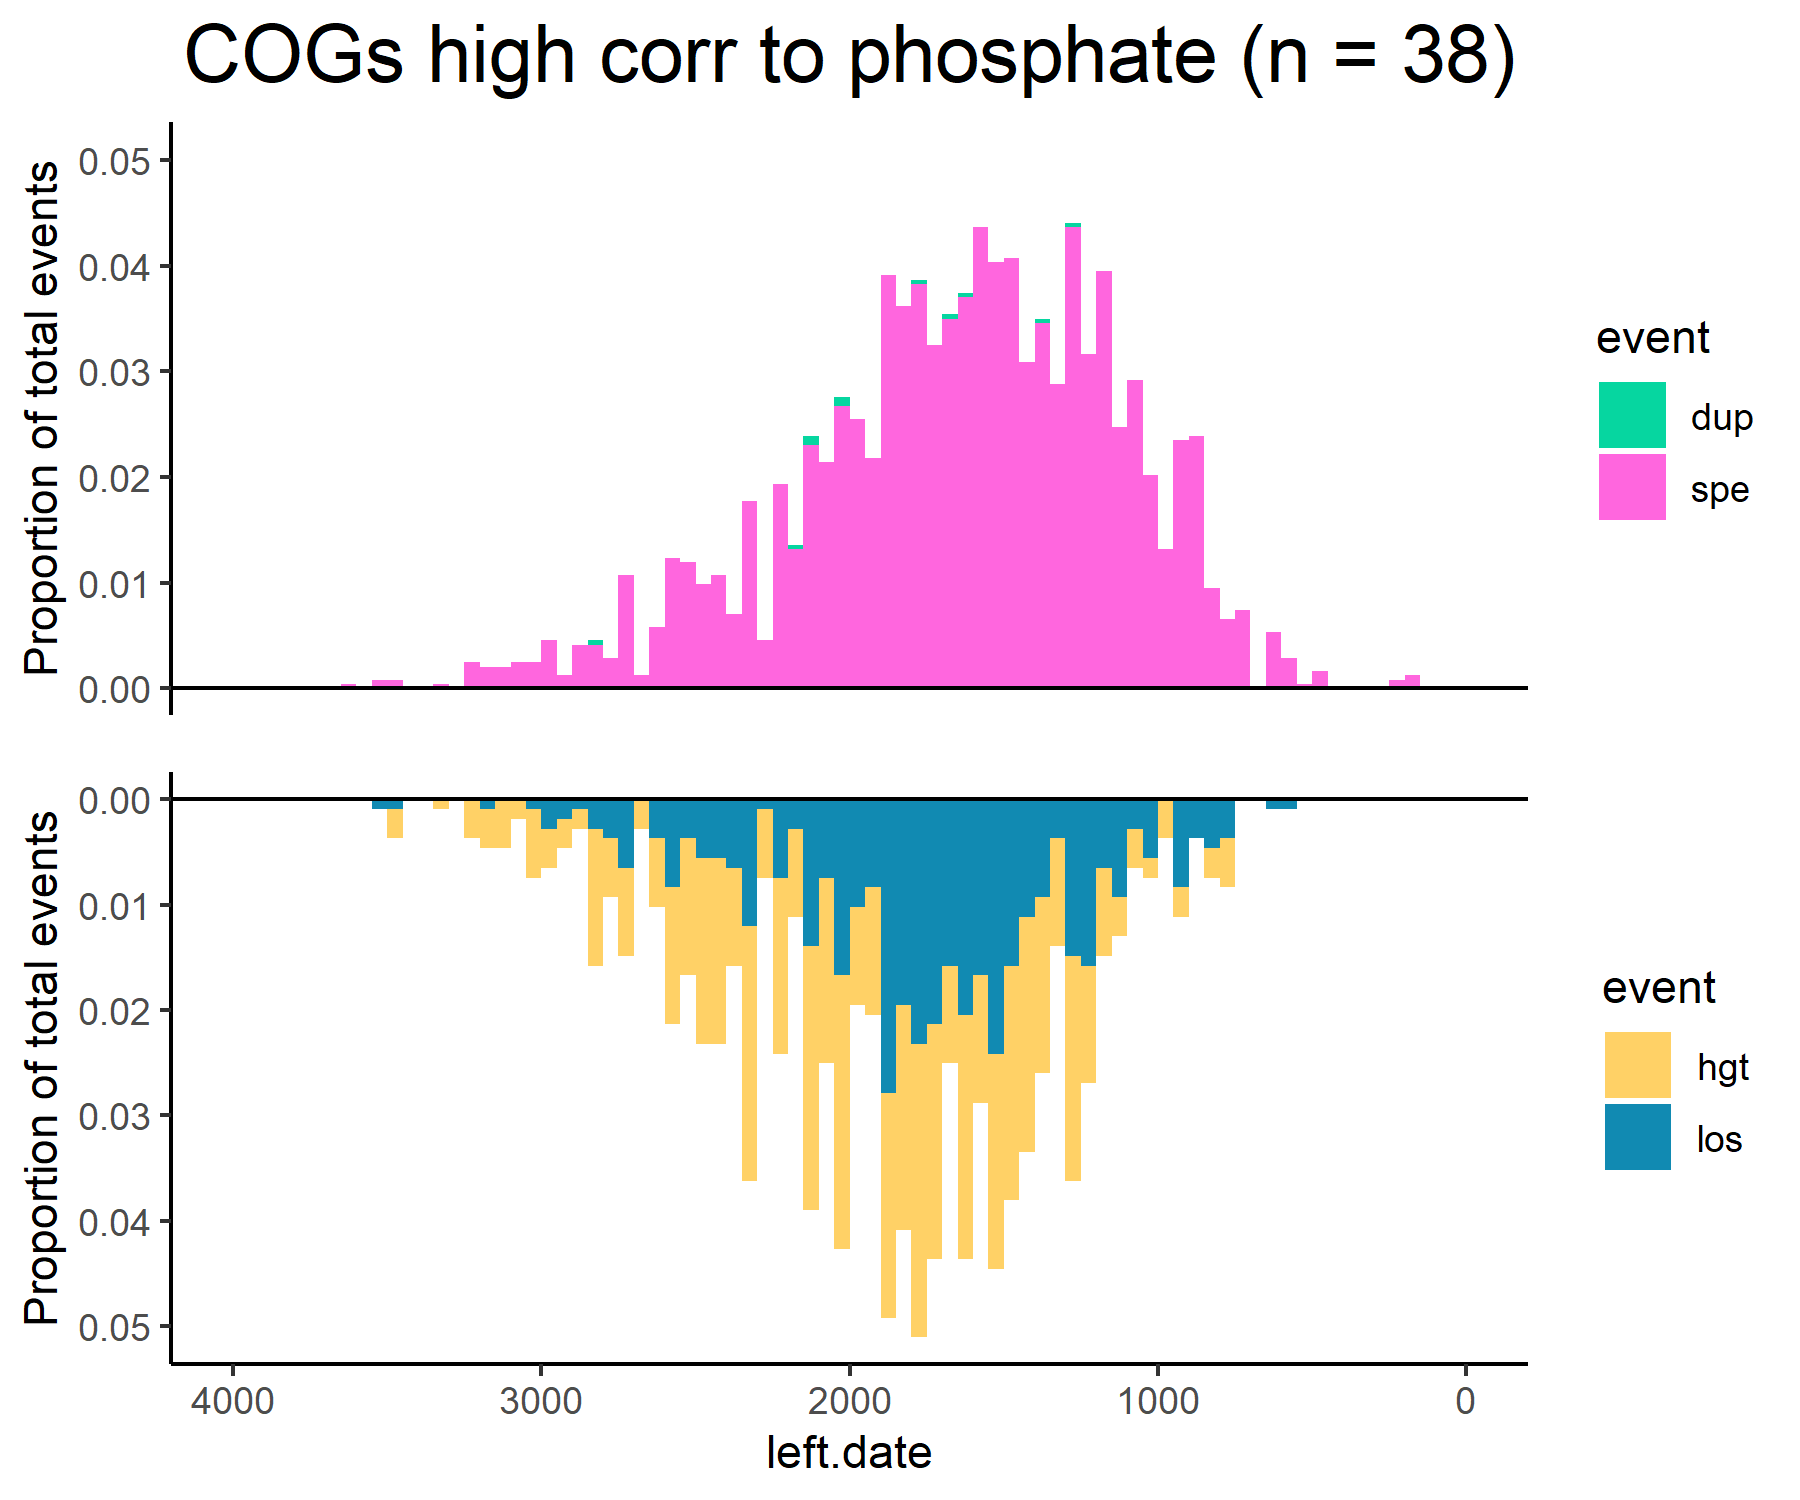 COGs high corr to phosphate (n = 38)
Proportion of total events
0.05
0.04
0.03
0.02
0.01
0.00
event
dup
spe
Proportion of total events
0.00
0.01
0.02
0.03
0.04
0.05
event
hgt
los
4000 3000 2000 1000 0
left.date